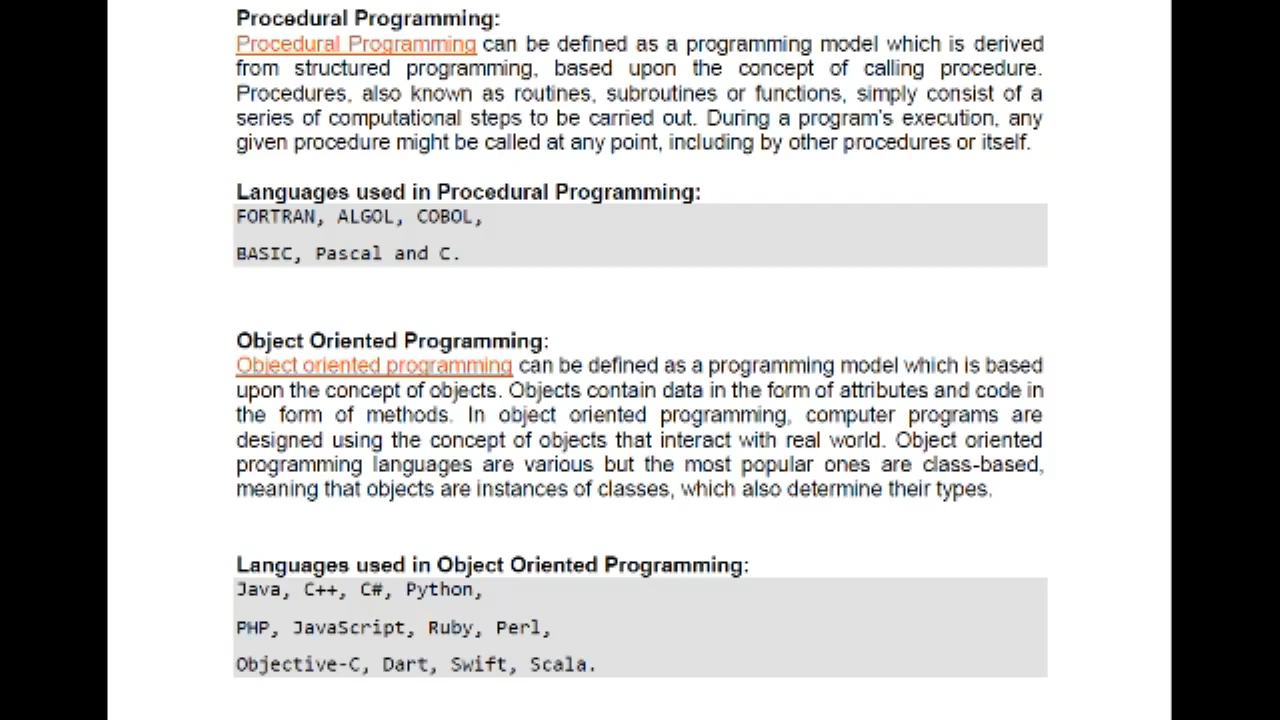 Procedural Programming:
Procedural Programming can be defined as a programming model which is derived
from structured programming, based upon the concept of calling procedure.
Procedures, also known as routines, subroutines or functions, simply consist of a
series of computational steps to be carried out. During a program's execution, any
given procedure might be called at any point, including by other procedures or itself.
Languages used in Procedural Programming:
FORTRAN, ALGOL, COBOL,
BASIC, Pascal and C.
Object Oriented Programming:
Object oriented programming can be defined as a programming model which is based
upon the concept of objects. Objects contain data in the form of attributes and code in
the form of methods. In object oriented programming, computer programs are
designed using the concept of objects that interact with real world. Object oriented
programming languages are various but the most popular ones are class-based,
meaning that objects are instances of classes, which also determine their types.
Languages used in Object Oriented Programming:
Java, C++, C#, Python,
PHP, JavaScript, Ruby, Perl,
Objective-C, Dart, Swift, Scala.